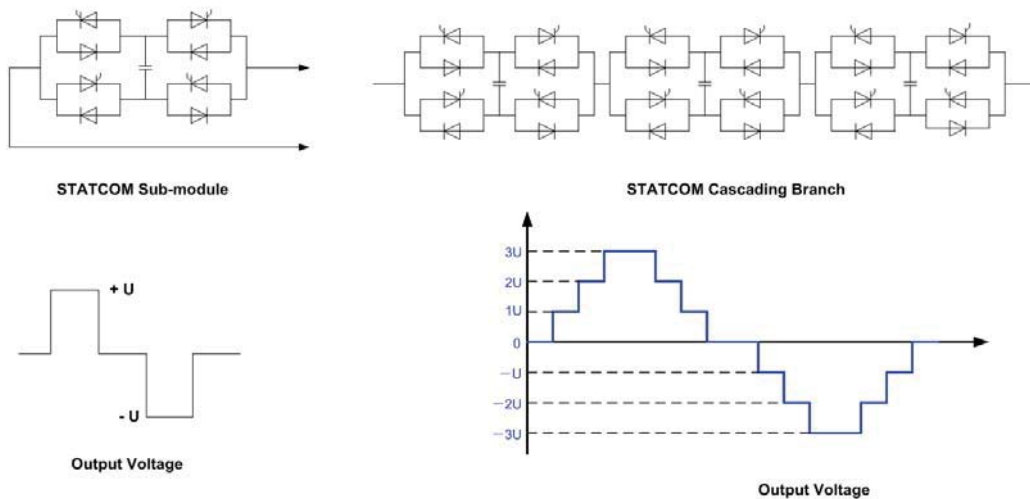 STATCOM Sub-module
STATCOM Cascading Branch
+ U
- U
Output Voltage
3U
2U
1U
0
—U
—2U
—3U
Output Voltage